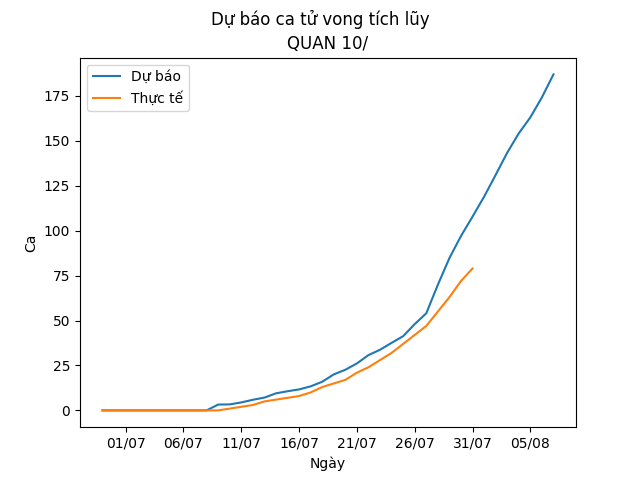 Dự báo ca tử vong tích lũy
QUAN 10/
Dự báo
Thực tế
175
150
125
100
75
50
25
0
Ca
01/07 06/07 11/07 16/07 21/07 26/07 31/07 05/08
Ngày